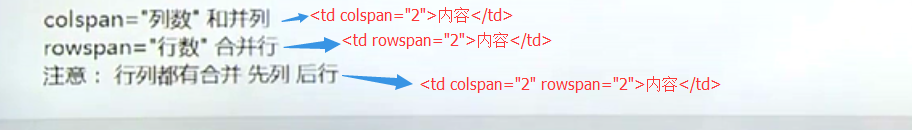 colspan="列数" 和并列 <td colspan="2">内容</td>
rowspan="行数" 合并行 <td rowspan="2">内容</td>
注意： 行列都有合并 先列 后行 <td colspan="2" rowspan="2">内容</td>